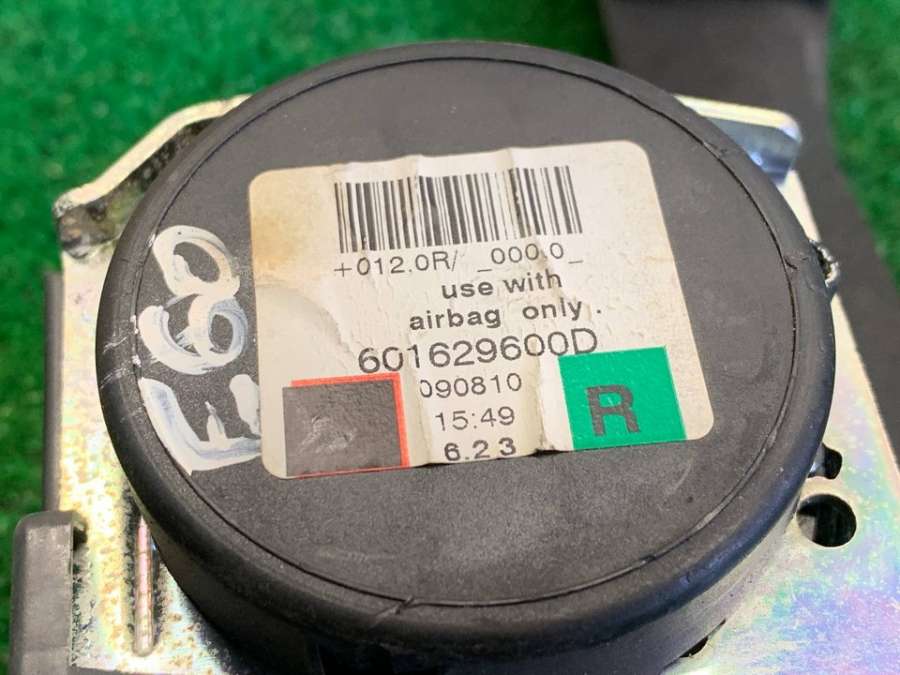 E60
+012.0R/ _000.0_
use with
airbag only.
601629600D
090810
15:49
6.23
R